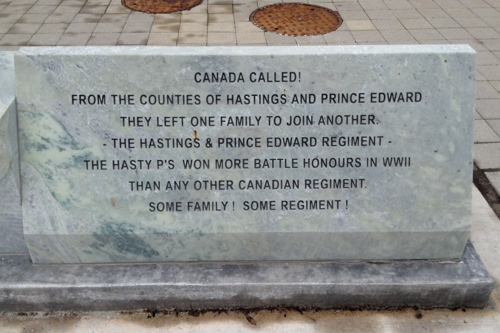 CANADA CALLED!
FROM THE COUNTIES OF HASTINGS AND PRINCE EDWARD
THEY LEFT ONE FAMILY TO JOIN ANOTHER.
- THE HASTINGS & PRINCE EDWARD REGIMENT -
THE HASTY P'S WON MORE BATTLE HONOURS IN WWII
THAN ANY OTHER CANADIAN REGIMENT.
SOME FAMILY! SOME REGIMENT!